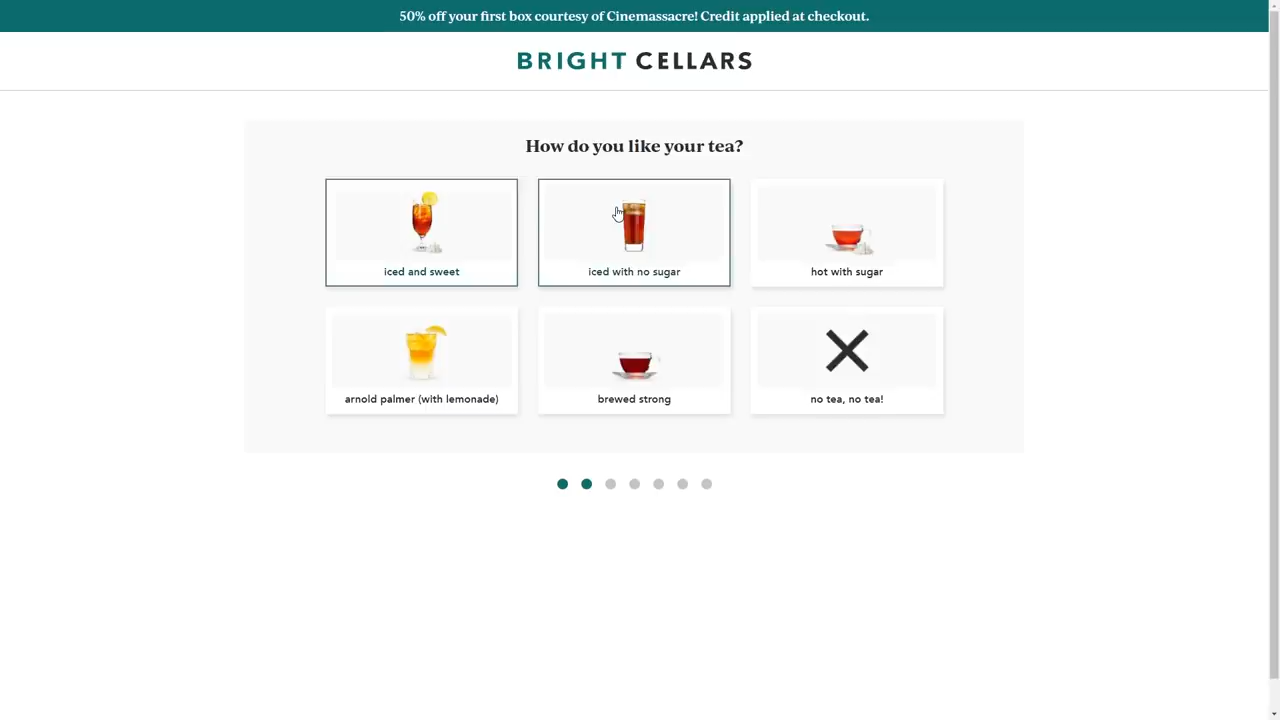 50% off your first box courtesy of Cinemassacre! Credit applied at checkout.
BRIGHT CELLARS
How do you like your tea?
iced and sweet
iced with no sugar
hot with sugar
arnold palmer (with lemonade)
brewed strong
no tea, no tea!